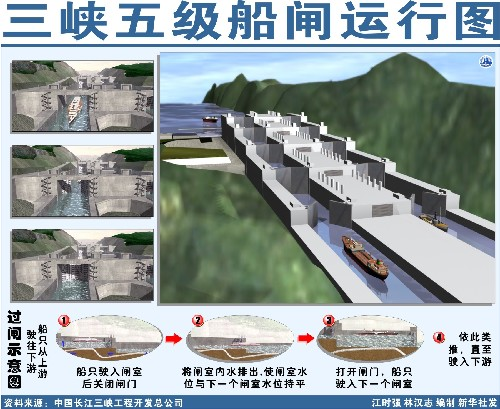 三峡五级船闸运行图
过闸示意图
船只从上游
驶往下游
1
船只驶入闸室
后关闭闸门
2
将闸室内水排出,使闸室水
位与下一个闸室水位持平
3
打开闸门，船只
驶入下一个闸室
4
依此类
推，直至
驶入下游
资料来源：中国长江三峡工程开发总公司
江时强 林汉志 编制 新华社发